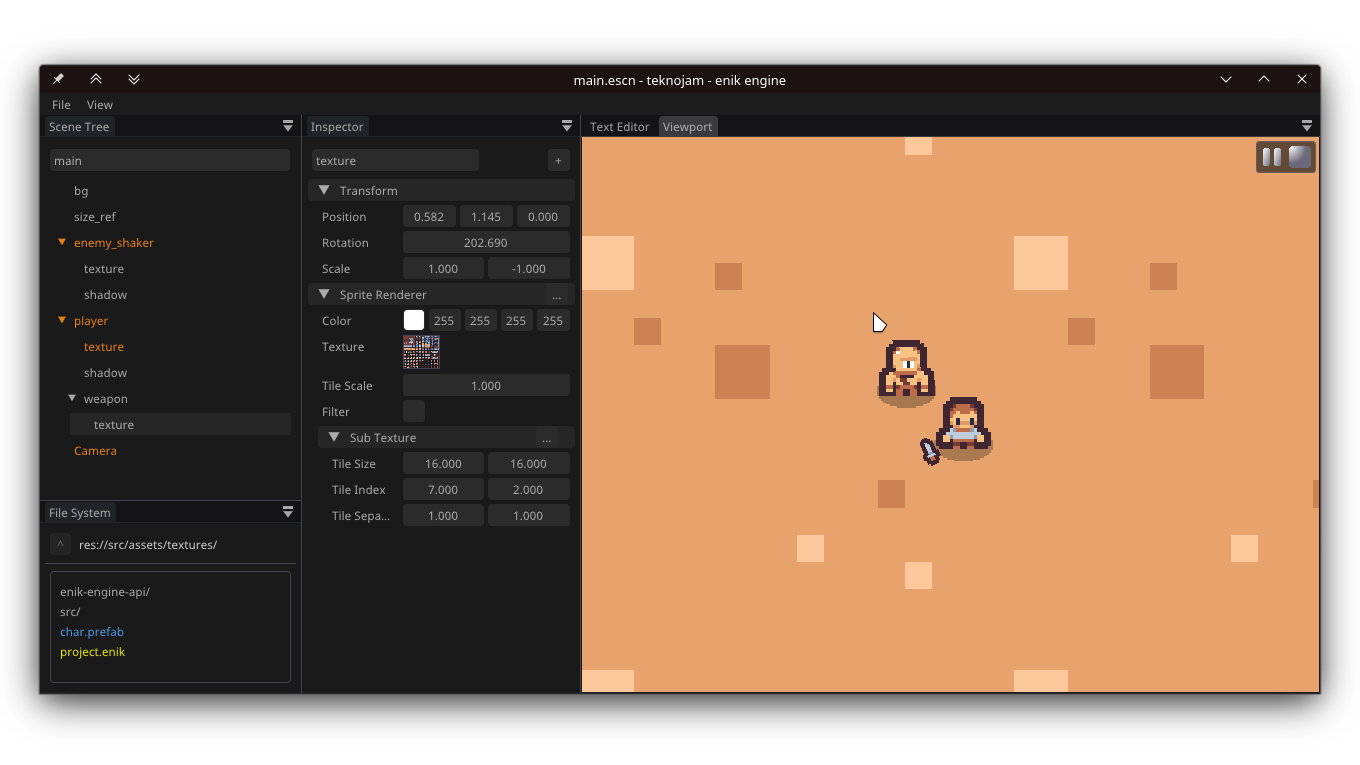 main.escn - teknojam - enik engine
File View
Scene Tree
main
bg
size_ref
enemy_shaker
texture
shadow
player
texture
shadow
weapon
texture
Camera
File System
^ res://src/assets/textures/
enik-engine-api/
src/
char.prefab
project.enik
Inspector
texture +
Transform
Position 0.582 1.145 0.000
Rotation 202.690
Scale 1.000 -1.000
Sprite Renderer ...
Color 255 255 255 255
Texture
Tile Scale 1.000
Filter
Sub Texture ...
Tile Size 16.000 16.000
Tile Index 7.000 2.000
Tile Sepa... 1.000 1.000
Text Editor Viewport